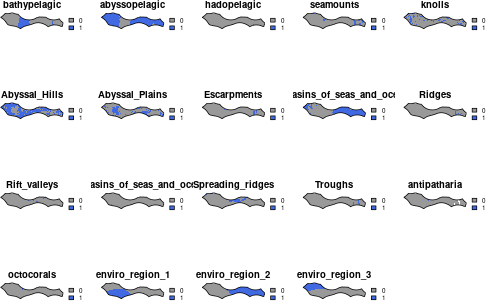 bathypelagic abyssopelagic hadopelagic seamounts knolls
0 0 0 0 0
1 1 1 1 1
Abyssal_Hills Abyssal_Plains Escarpments asins_of_seas_and_occ Ridges
0 0 0 0 0
1 1 1 1 1
Rift_valleys asins_of_seas_and_occ Spreading_ridges Troughs antipatharia
0 0 0 0 0
1 1 1 1 1
octocorals enviro_region_1 enviro_region_2 enviro_region_3
0 0 0 0
1 1 1 1